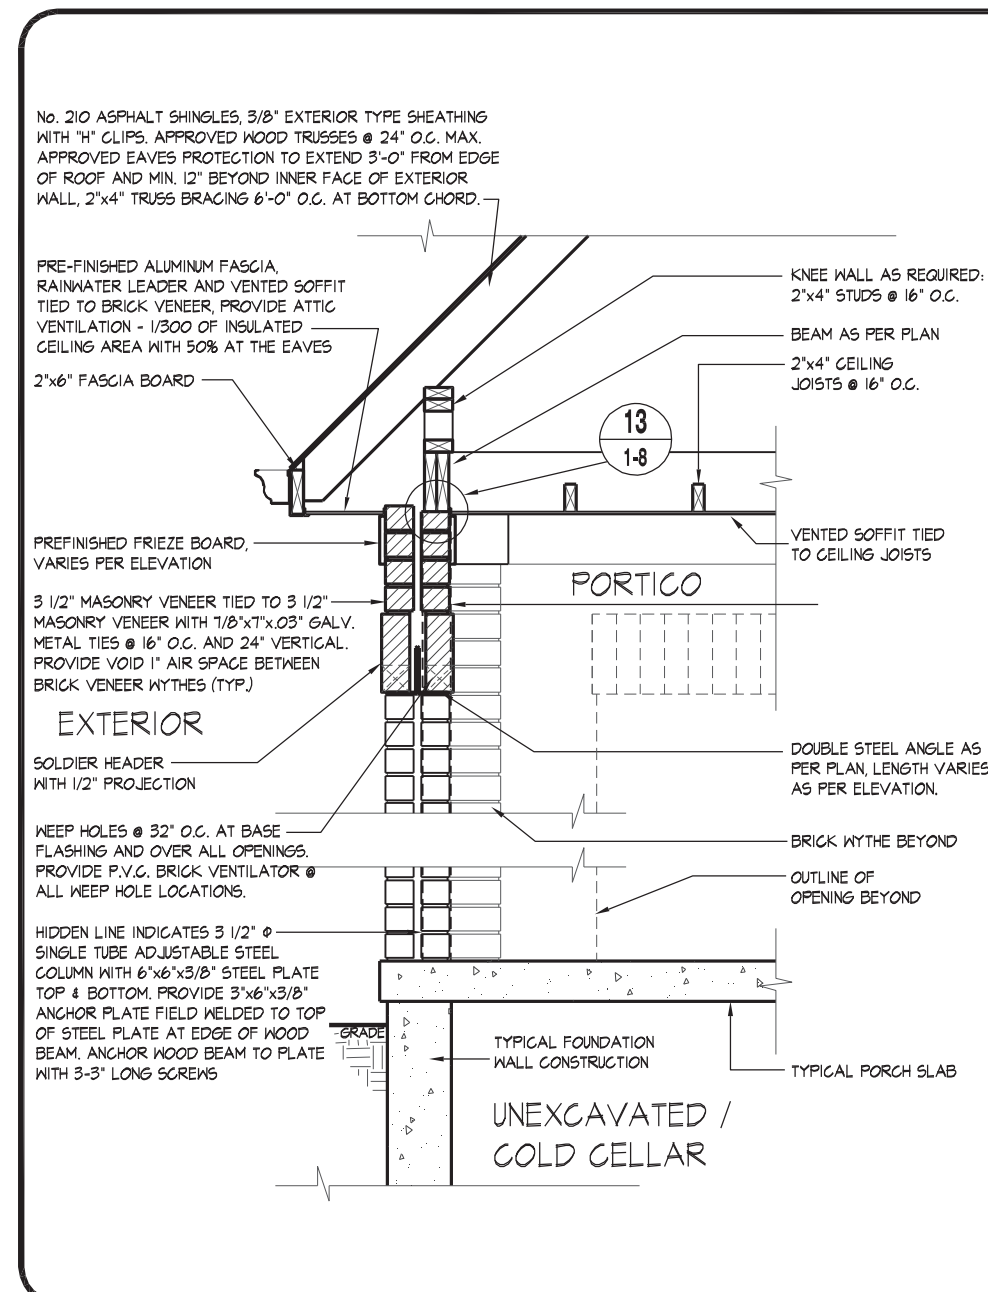 No. 210 ASPHALT SHINGLES, 3/8" EXTERIOR TYPE SHEATHING
WITH "H" CLIPS. APPROVED WOOD TRUSSES @ 24" O.C. MAX.
APPROVED EAVES PROTECTION TO EXTEND 3'-0" FROM EDGE
OF ROOF AND MIN. 12" BEYOND INNER FACE OF EXTERIOR
WALL, 2"x4" TRUSS BRACING 6'-0" O.C. AT BOTTOM CHORD.
PRE-FINISHED ALUMINUM FASCIA,
RAINWATER LEADER AND VENTED SOFFIT
TIED TO BRICK VENEER, PROVIDE ATTIC
VENTILATION - 1/300 OF INSULATED
CEILING AREA WITH 50% AT THE EAVES
2"x6" FASCIA BOARD
KNEE WALL AS REQUIRED:
2"x4" STUDS @ 16" O.C.
BEAM AS PER PLAN
2"x4" CEILING
JOISTS @ 16" O.C.
13
1-8
PREFINISHED FRIEZE BOARD,
VARIES PER ELEVATION
VENTED SOFFIT TIED
TO CEILING JOISTS
PORTICO
3 1/2" MASONRY VENEER TIED TO 3 1/2"
MASONRY VENEER WITH 7/8"x7"x.03" GALV.
METAL TIES @ 16" O.C. AND 24" VERTICAL.
PROVIDE VOID 1" AIR SPACE BETWEEN
BRICK VENEER WYTHES (TYP.)
EXTERIOR
SOLDIER HEADER
WITH 1/2" PROJECTION
DOUBLE STEEL ANGLE AS
PER PLAN, LENGTH VARIES
AS PER ELEVATION.
WEEP HOLES @ 32" O.C. AT BASE
FLASHING AND OVER ALL OPENINGS.
PROVIDE P.V.C. BRICK VENTILATOR @
ALL WEEP HOLE LOCATIONS.
BRICK WYTHE BEYOND
OUTLINE OF
OPENING BEYOND
HIDDEN LINE INDICATES 3 1/2" Φ
SINGLE TUBE ADJUSTABLE STEEL
COLUMN WITH 6"x6"x3/8" STEEL PLATE
TOP & BOTTOM. PROVIDE 3"x6"x3/8"
ANCHOR PLATE FIELD WELDED TO TOP
OF STEEL PLATE AT EDGE OF WOOD
BEAM. ANCHOR WOOD BEAM TO PLATE
WITH 3-3" LONG SCREWS
GRADE
TYPICAL FOUNDATION
WALL CONSTRUCTION
TYPICAL PORCH SLAB
UNEXCAVATED /
COLD CELLAR